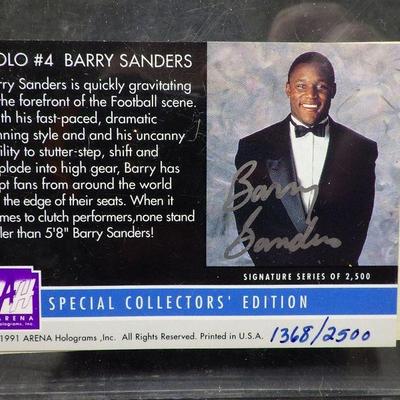 OLO #4 BARRY SANDERS
rry Sanders is quickly gravitating
the forefront of the Football scene.
th his fast-paced, dramatic
nning style and and his uncanny
ility to stutter-step, shift and
plode into high gear, Barry has
pt fans from around the world
the edge of their seats. When it
mes to clutch performers,none stand
ller than 5'8" Barry Sanders!
Barry
Sanders
SIGNATURE SERIES OF 2,500
ARENA
Holograms, Inc.
SPECIAL COLLECTORS' EDITION
1991 ARENA Holograms ,Inc. All Rights Reserved. Printed in U.S.A.
1368/2500